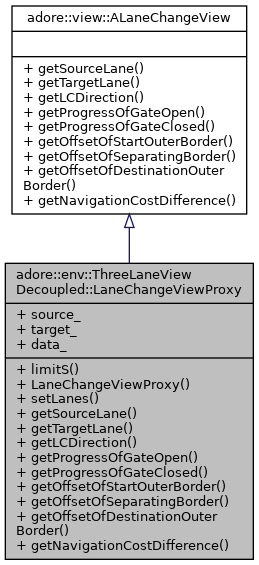 adore::view::ALaneChangeView
+ getSourceLane()
+ getTargetLane()
+ getLCDirection()
+ getProgressOfGateOpen()
+ getProgressOfGateClosed()
+ getOffsetOfStartOuterBorder()
+ getOffsetOfSeparatingBorder()
+ getOffsetOfDestinationOuter
Border()
+ getNavigationCostDifference()
adore::env::ThreeLaneView
Decoupled::LaneChangeViewProxy
+ source_
+ target_
+ data_
+ limitS()
+ LaneChangeViewProxy()
+ setLanes()
+ getSourceLane()
+ getTargetLane()
+ getLCDirection()
+ getProgressOfGateOpen()
+ getProgressOfGateClosed()
+ getOffsetOfStartOuterBorder()
+ getOffsetOfSeparatingBorder()
+ getOffsetOfDestinationOuter
Border()
+ getNavigationCostDifference()